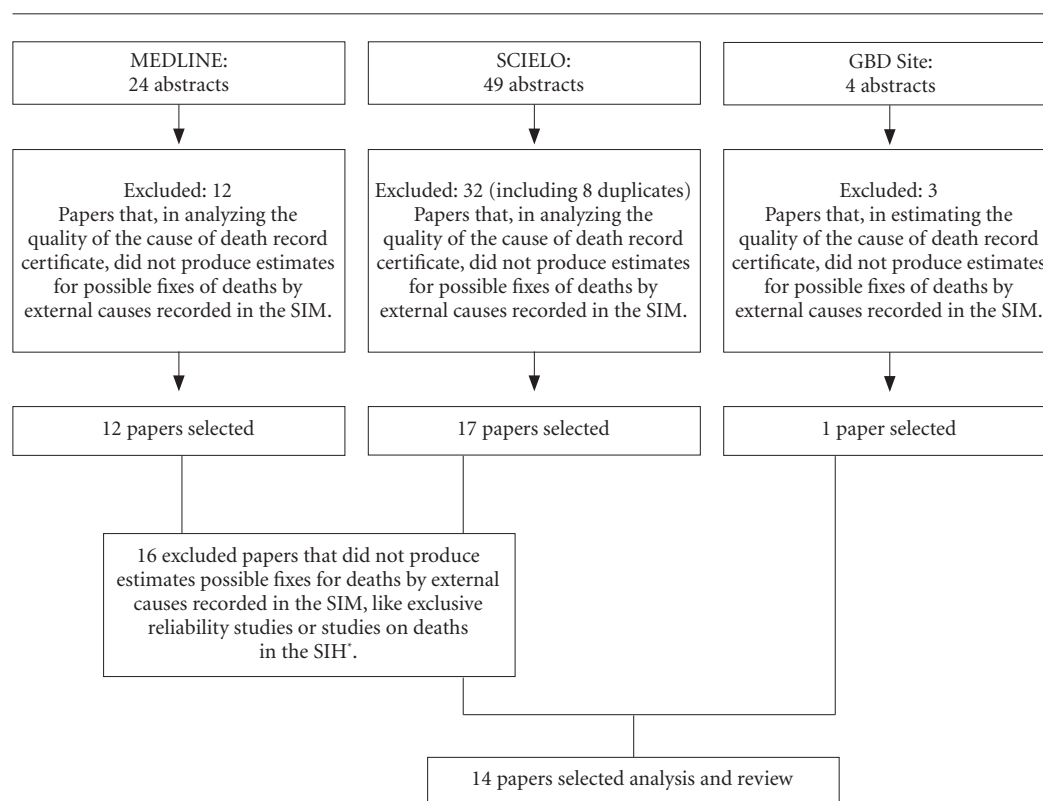 MEDLINE:
24 abstracts
SCIELO:
49 abstracts
GBD Site:
4 abstracts
Excluded: 12
Papers that, in analyzing the
quality of the cause of death record
certificate, did not produce estimates
for possible fixes of deaths by
external causes recorded in the SIM.
Excluded: 32 (including 8 duplicates)
Papers that, in analyzing the
quality of the cause of death record
certificate, did not produce estimates
for possible fixes of deaths by
external causes recorded in the SIM.
Excluded: 3
Papers that, in estimating the
quality of the cause of death record
certificate, did not produce estimates
for possible fixes of deaths by
external causes recorded in the SIM.
12 papers selected
17 papers selected
1 paper selected
16 excluded papers that did not produce
estimates possible fixes for deaths by external
causes recorded in the SIM, like exclusive
reliability studies or studies on deaths
in the SIH*.
14 papers selected analysis and review